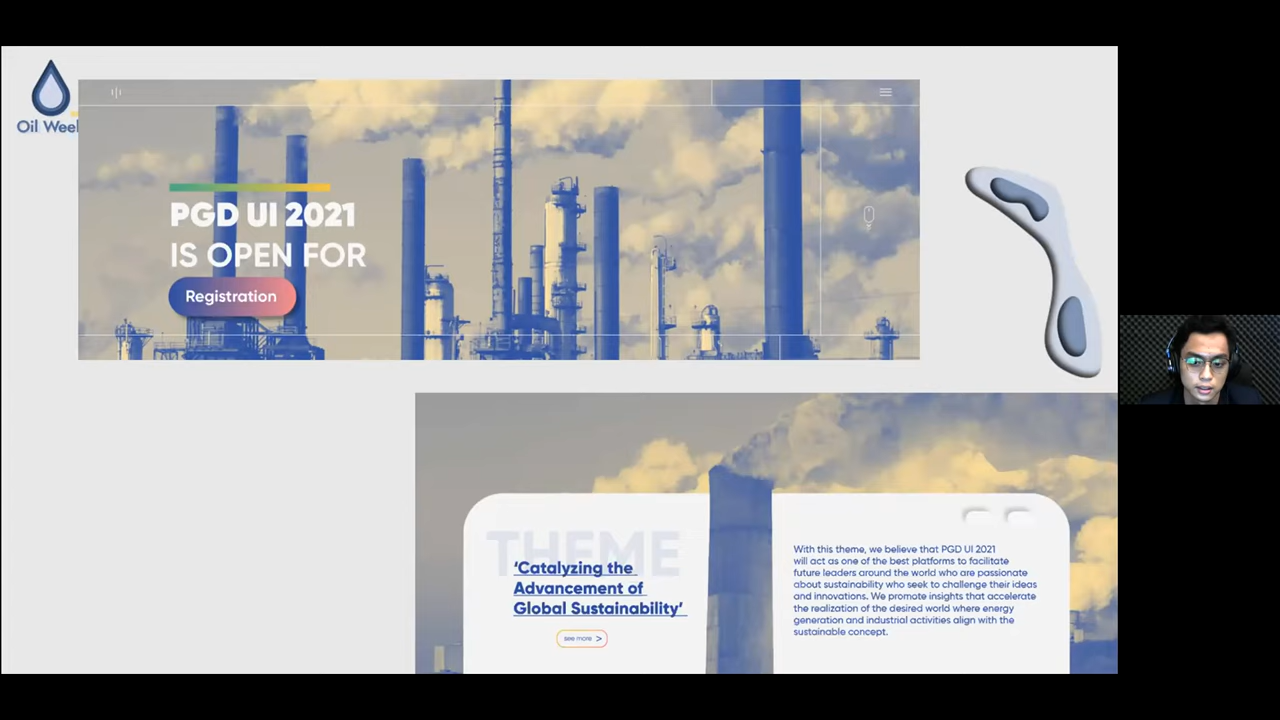 Oil Week
PGD UI 2021
IS OPEN FOR
Registration
THEME
'Catalyzing the
Advancement of
Global Sustainability'
see more >
With this theme, we believe that PGD UI 2021
will act as one of the best platforms to facilitate
future leaders around the world who are passionate
about sustainability who seek to challenge their ideas
and innovations. We promote insights that accelerate
the realization of the desired world where energy
generation and industrial activities align with the
sustainable concept.